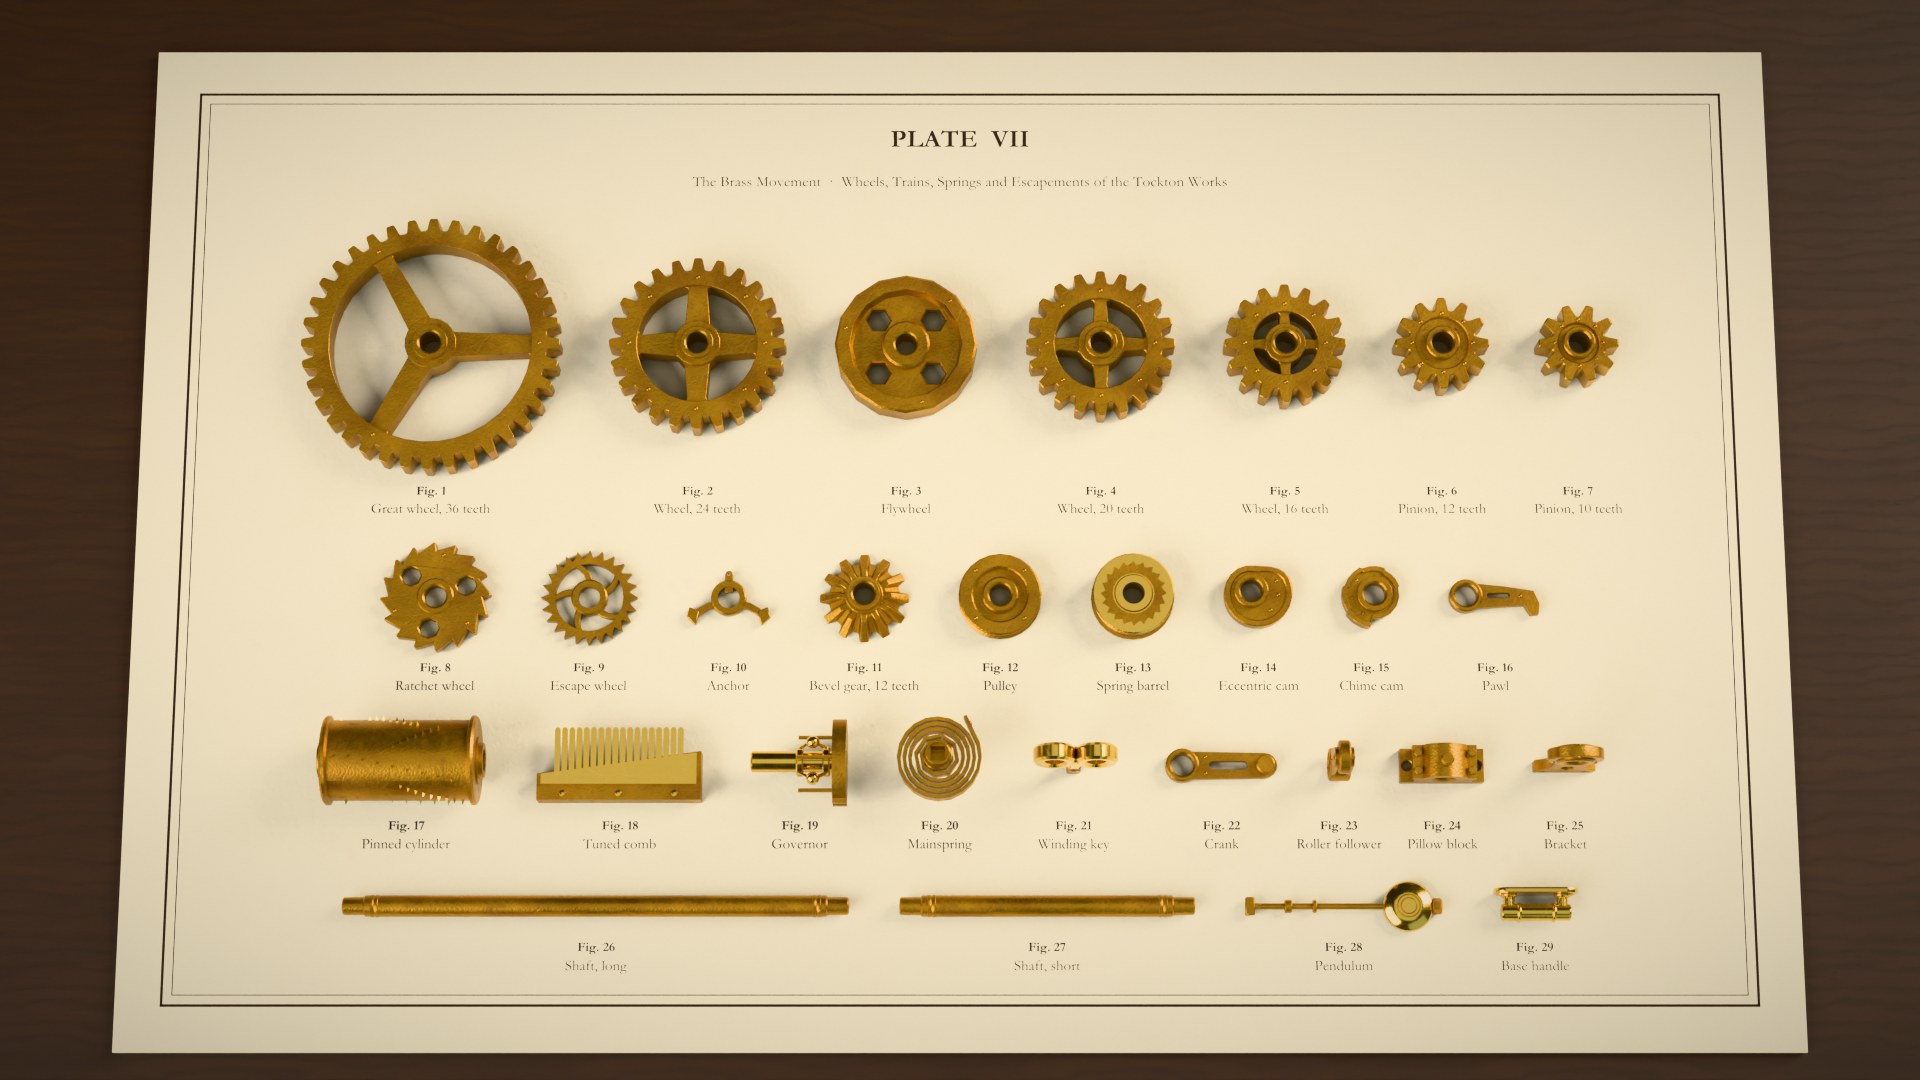 PLATE VII
The Brass Movement · Wheels, Trains, Springs and Escapements of the Tockton Works
Fig. 1
Great wheel, 36 teeth
Fig. 2
Wheel, 24 teeth
Fig. 3
Flywheel
Fig. 4
Wheel, 20 teeth
Fig. 5
Wheel, 16 teeth
Fig. 6
Pinion, 12 teeth
Fig. 7
Pinion, 10 teeth
Fig. 8
Ratchet wheel
Fig. 9
Escape wheel
Fig. 10
Anchor
Fig. 11
Bevel gear, 12 teeth
Fig. 12
Pulley
Fig. 13
Spring barrel
Fig. 14
Eccentric cam
Fig. 15
Chime cam
Fig. 16
Pawl
Fig. 17
Pinned cylinder
Fig. 18
Tuned comb
Fig. 19
Governor
Fig. 20
Mainspring
Fig. 21
Winding key
Fig. 22
Crank
Fig. 23
Roller follower
Fig. 24
Pillow block
Fig. 25
Bracket
Fig. 26
Shaft, long
Fig. 27
Shaft, short
Fig. 28
Pendulum
Fig. 29
Base handle